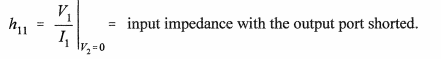 h₁₁ = V₁/I₁ |V₂=0 = input impedance with the output port shorted.